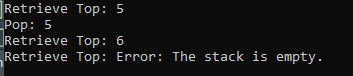 Retrieve Top: 5
Pop: 5
Retrieve Top: 6
Retrieve Top: Error: The stack is empty.